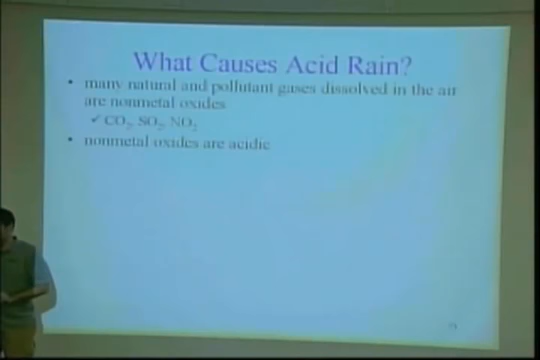 What Causes Acid Rain?
• many natural and pollutant gases dissolved in the air
are nonmetal oxides
✓ CO2, SO2, NO2
• nonmetal oxides are acidic